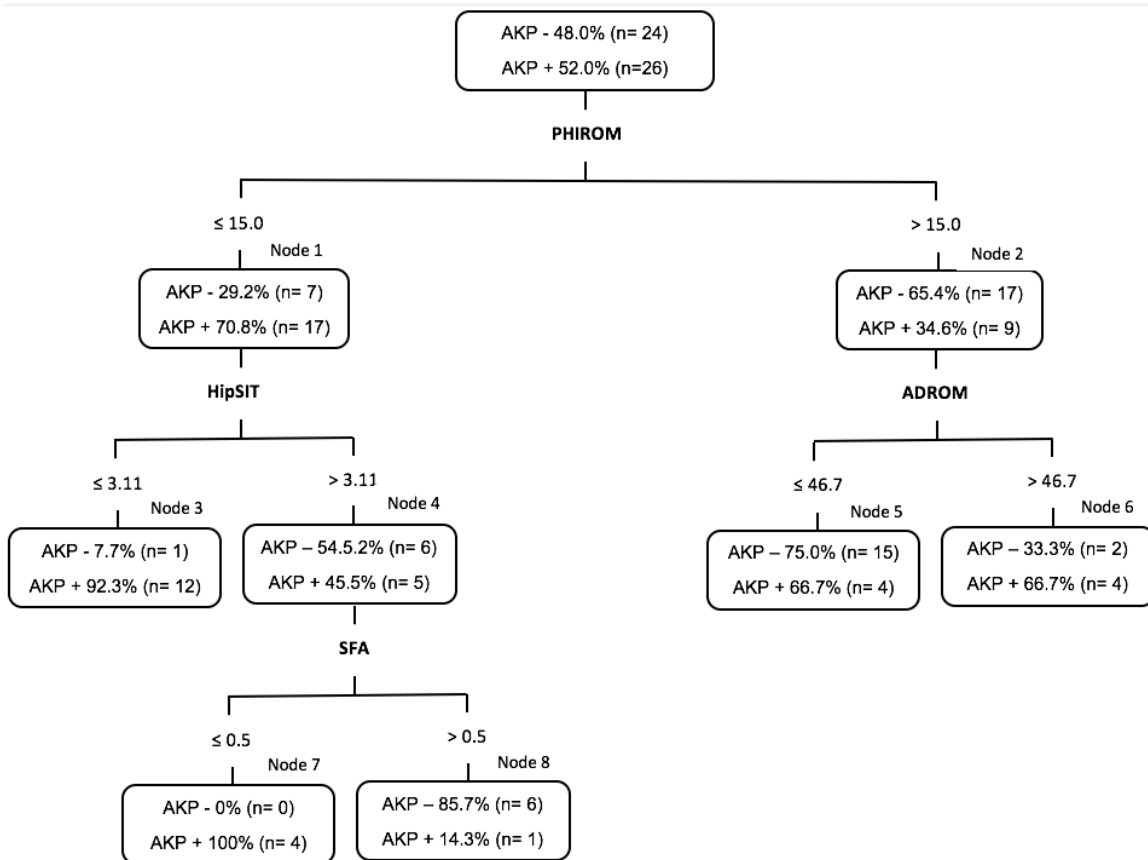 AKP - 48.0% (n= 24)
AKP + 52.0% (n=26)
PHIROM
≤ 15.0
> 15.0
Node 1
Node 2
AKP - 29.2% (n= 7)
AKP + 70.8% (n= 17)
AKP - 65.4% (n= 17)
AKP + 34.6% (n= 9)
HipSIT
ADROM
≤ 3.11
> 3.11
≤ 46.7
> 46.7
Node 3
Node 4
Node 5
Node 6
AKP - 7.7% (n= 1)
AKP + 92.3% (n= 12)
AKP – 54.5.2% (n= 6)
AKP + 45.5% (n= 5)
AKP – 75.0% (n= 15)
AKP + 66.7% (n= 4)
AKP – 33.3% (n= 2)
AKP + 66.7% (n= 4)
SFA
≤ 0.5
> 0.5
Node 7
Node 8
AKP - 0% (n= 0)
AKP + 100% (n= 4)
AKP – 85.7% (n= 6)
AKP + 14.3% (n= 1)